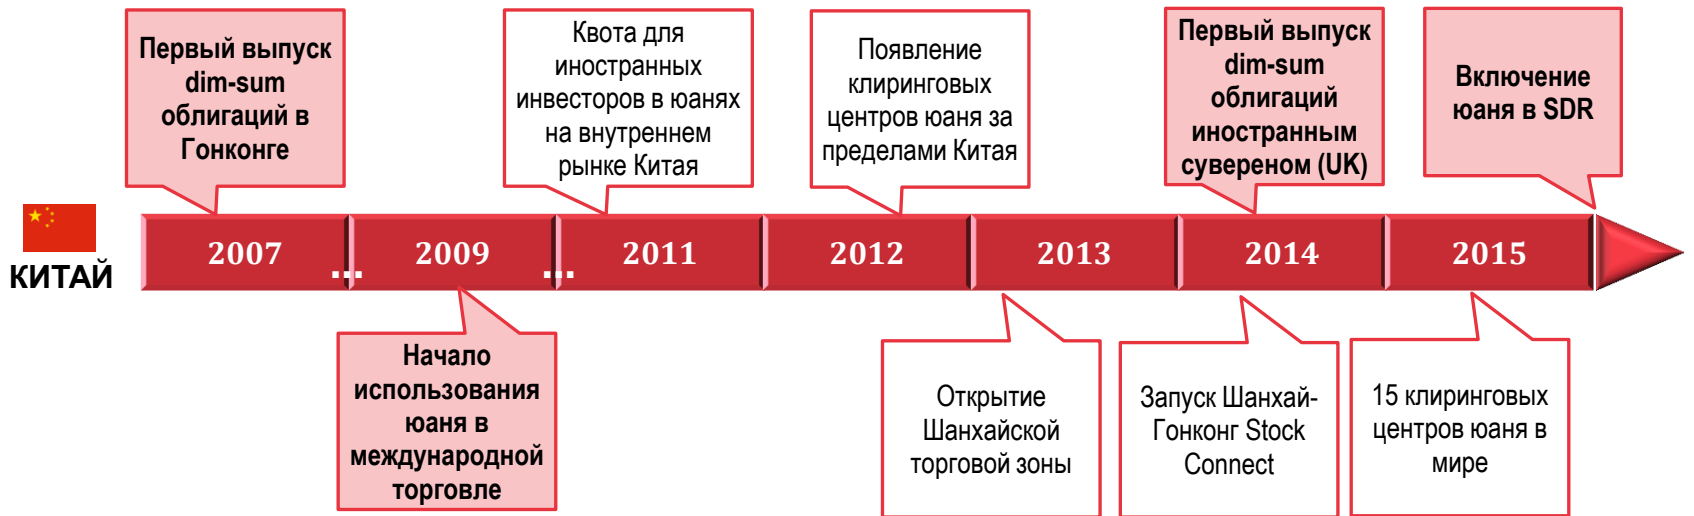 Первый выпуск
dim-sum
облигаций в
Гонконге
Квота для
иностранных
инвесторов в юанях
на внутреннем
рынке Китая
Появление
клиринговых
центров юаня за
пределами Китая
Первый выпуск
dim-sum
облигаций
иностранным
сувереном (UK)
Включение
юаня в SDR
КИТАЙ
2007 ... 2009 ... 2011 2012 2013 2014 2015
Начало
использования
юаня в
международной
торговле
Открытие
Шанхайской
торговой зоны
Запуск Шанхай-
Гонконг Stock
Connect
15 клиринговых
центров юаня в
мире